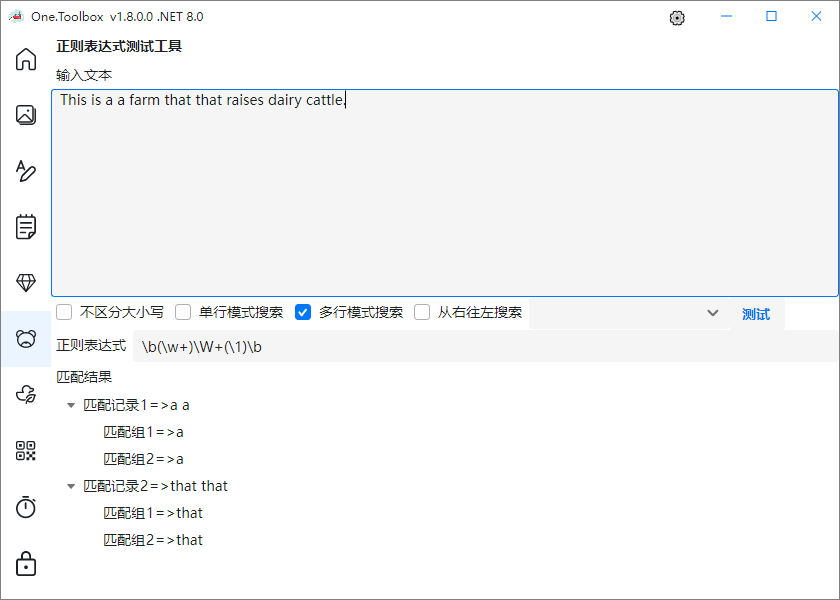 One.Toolbox v1.8.0.0 .NET 8.0
正则表达式测试工具
输入文本
This is a a farm that that raises dairy cattle.
不区分大小写 单行模式搜索 多行模式搜索 从右往左搜索 测试
正则表达式 \b(\w+)\W+(\1)\b
匹配结果
匹配记录1=>a a
匹配组1=>a
匹配组2=>a
匹配记录2=>that that
匹配组1=>that
匹配组2=>that